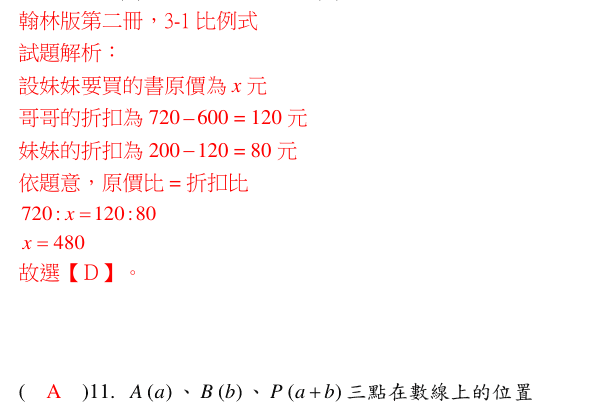 翰林版第二冊，3-1 比例式
試題解析：
設妹妹要買的書原價為 x 元
哥哥的折扣為 720－600 = 120 元
妹妹的折扣為 200－120 = 80 元
依題意，原價比 = 折扣比
720 : x = 120 : 80
x = 480
故選【D】。
( A )11. A (a) 、B (b) 、P (a + b) 三點在數線上的位置